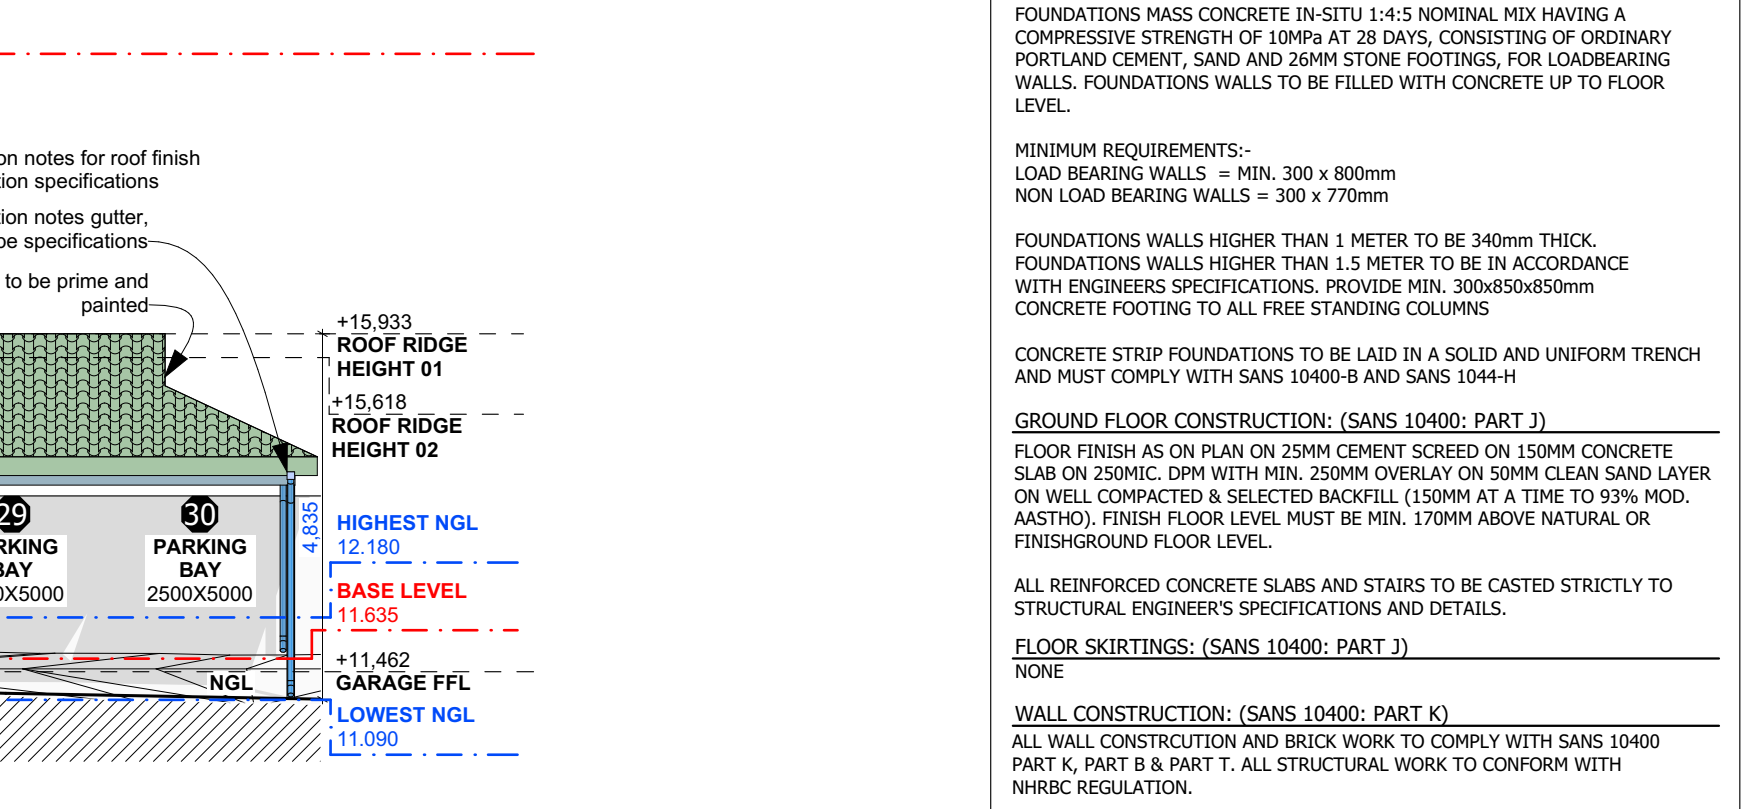 on notes for roof finish
tion specifications
tion notes gutter,
pe specifications
to be prime and
painted
+15,933
ROOF RIDGE
HEIGHT 01
+15,618
ROOF RIDGE
HEIGHT 02
29
RKING
BAY
0X5000
30
PARKING
BAY
2500X5000
4,835
HIGHEST NGL
12.180
BASE LEVEL
11.635
+11,462
GARAGE FFL
NGL
LOWEST NGL
11.090
FOUNDATIONS MASS CONCRETE IN-SITU 1:4:5 NOMINAL MIX HAVING A
COMPRESSIVE STRENGTH OF 10MPa AT 28 DAYS, CONSISTING OF ORDINARY
PORTLAND CEMENT, SAND AND 26MM STONE FOOTINGS, FOR LOADBEARING
WALLS. FOUNDATIONS WALLS TO BE FILLED WITH CONCRETE UP TO FLOOR
LEVEL.
MINIMUM REQUIREMENTS:-
LOAD BEARING WALLS = MIN. 300 x 800mm
NON LOAD BEARING WALLS = 300 x 770mm
FOUNDATIONS WALLS HIGHER THAN 1 METER TO BE 340mm THICK.
FOUNDATIONS WALLS HIGHER THAN 1.5 METER TO BE IN ACCORDANCE
WITH ENGINEERS SPECIFICATIONS. PROVIDE MIN. 300x850x850mm
CONCRETE FOOTING TO ALL FREE STANDING COLUMNS
CONCRETE STRIP FOUNDATIONS TO BE LAID IN A SOLID AND UNIFORM TRENCH
AND MUST COMPLY WITH SANS 10400-B AND SANS 1044-H
GROUND FLOOR CONSTRUCTION: (SANS 10400: PART J)
FLOOR FINISH AS ON PLAN ON 25MM CEMENT SCREED ON 150MM CONCRETE
SLAB ON 250MIC. DPM WITH MIN. 250MM OVERLAY ON 50MM CLEAN SAND LAYER
ON WELL COMPACTED & SELECTED BACKFILL (150MM AT A TIME TO 93% MOD.
AASTHO). FINISH FLOOR LEVEL MUST BE MIN. 170MM ABOVE NATURAL OR
FINISHGROUND FLOOR LEVEL.
ALL REINFORCED CONCRETE SLABS AND STAIRS TO BE CASTED STRICTLY TO
STRUCTURAL ENGINEER'S SPECIFICATIONS AND DETAILS.
FLOOR SKIRTINGS: (SANS 10400: PART J)
NONE
WALL CONSTRUCTION: (SANS 10400: PART K)
ALL WALL CONSTRCUTION AND BRICK WORK TO COMPLY WITH SANS 10400
PART K, PART B & PART T. ALL STRUCTURAL WORK TO CONFORM WITH
NHRBC REGULATION.